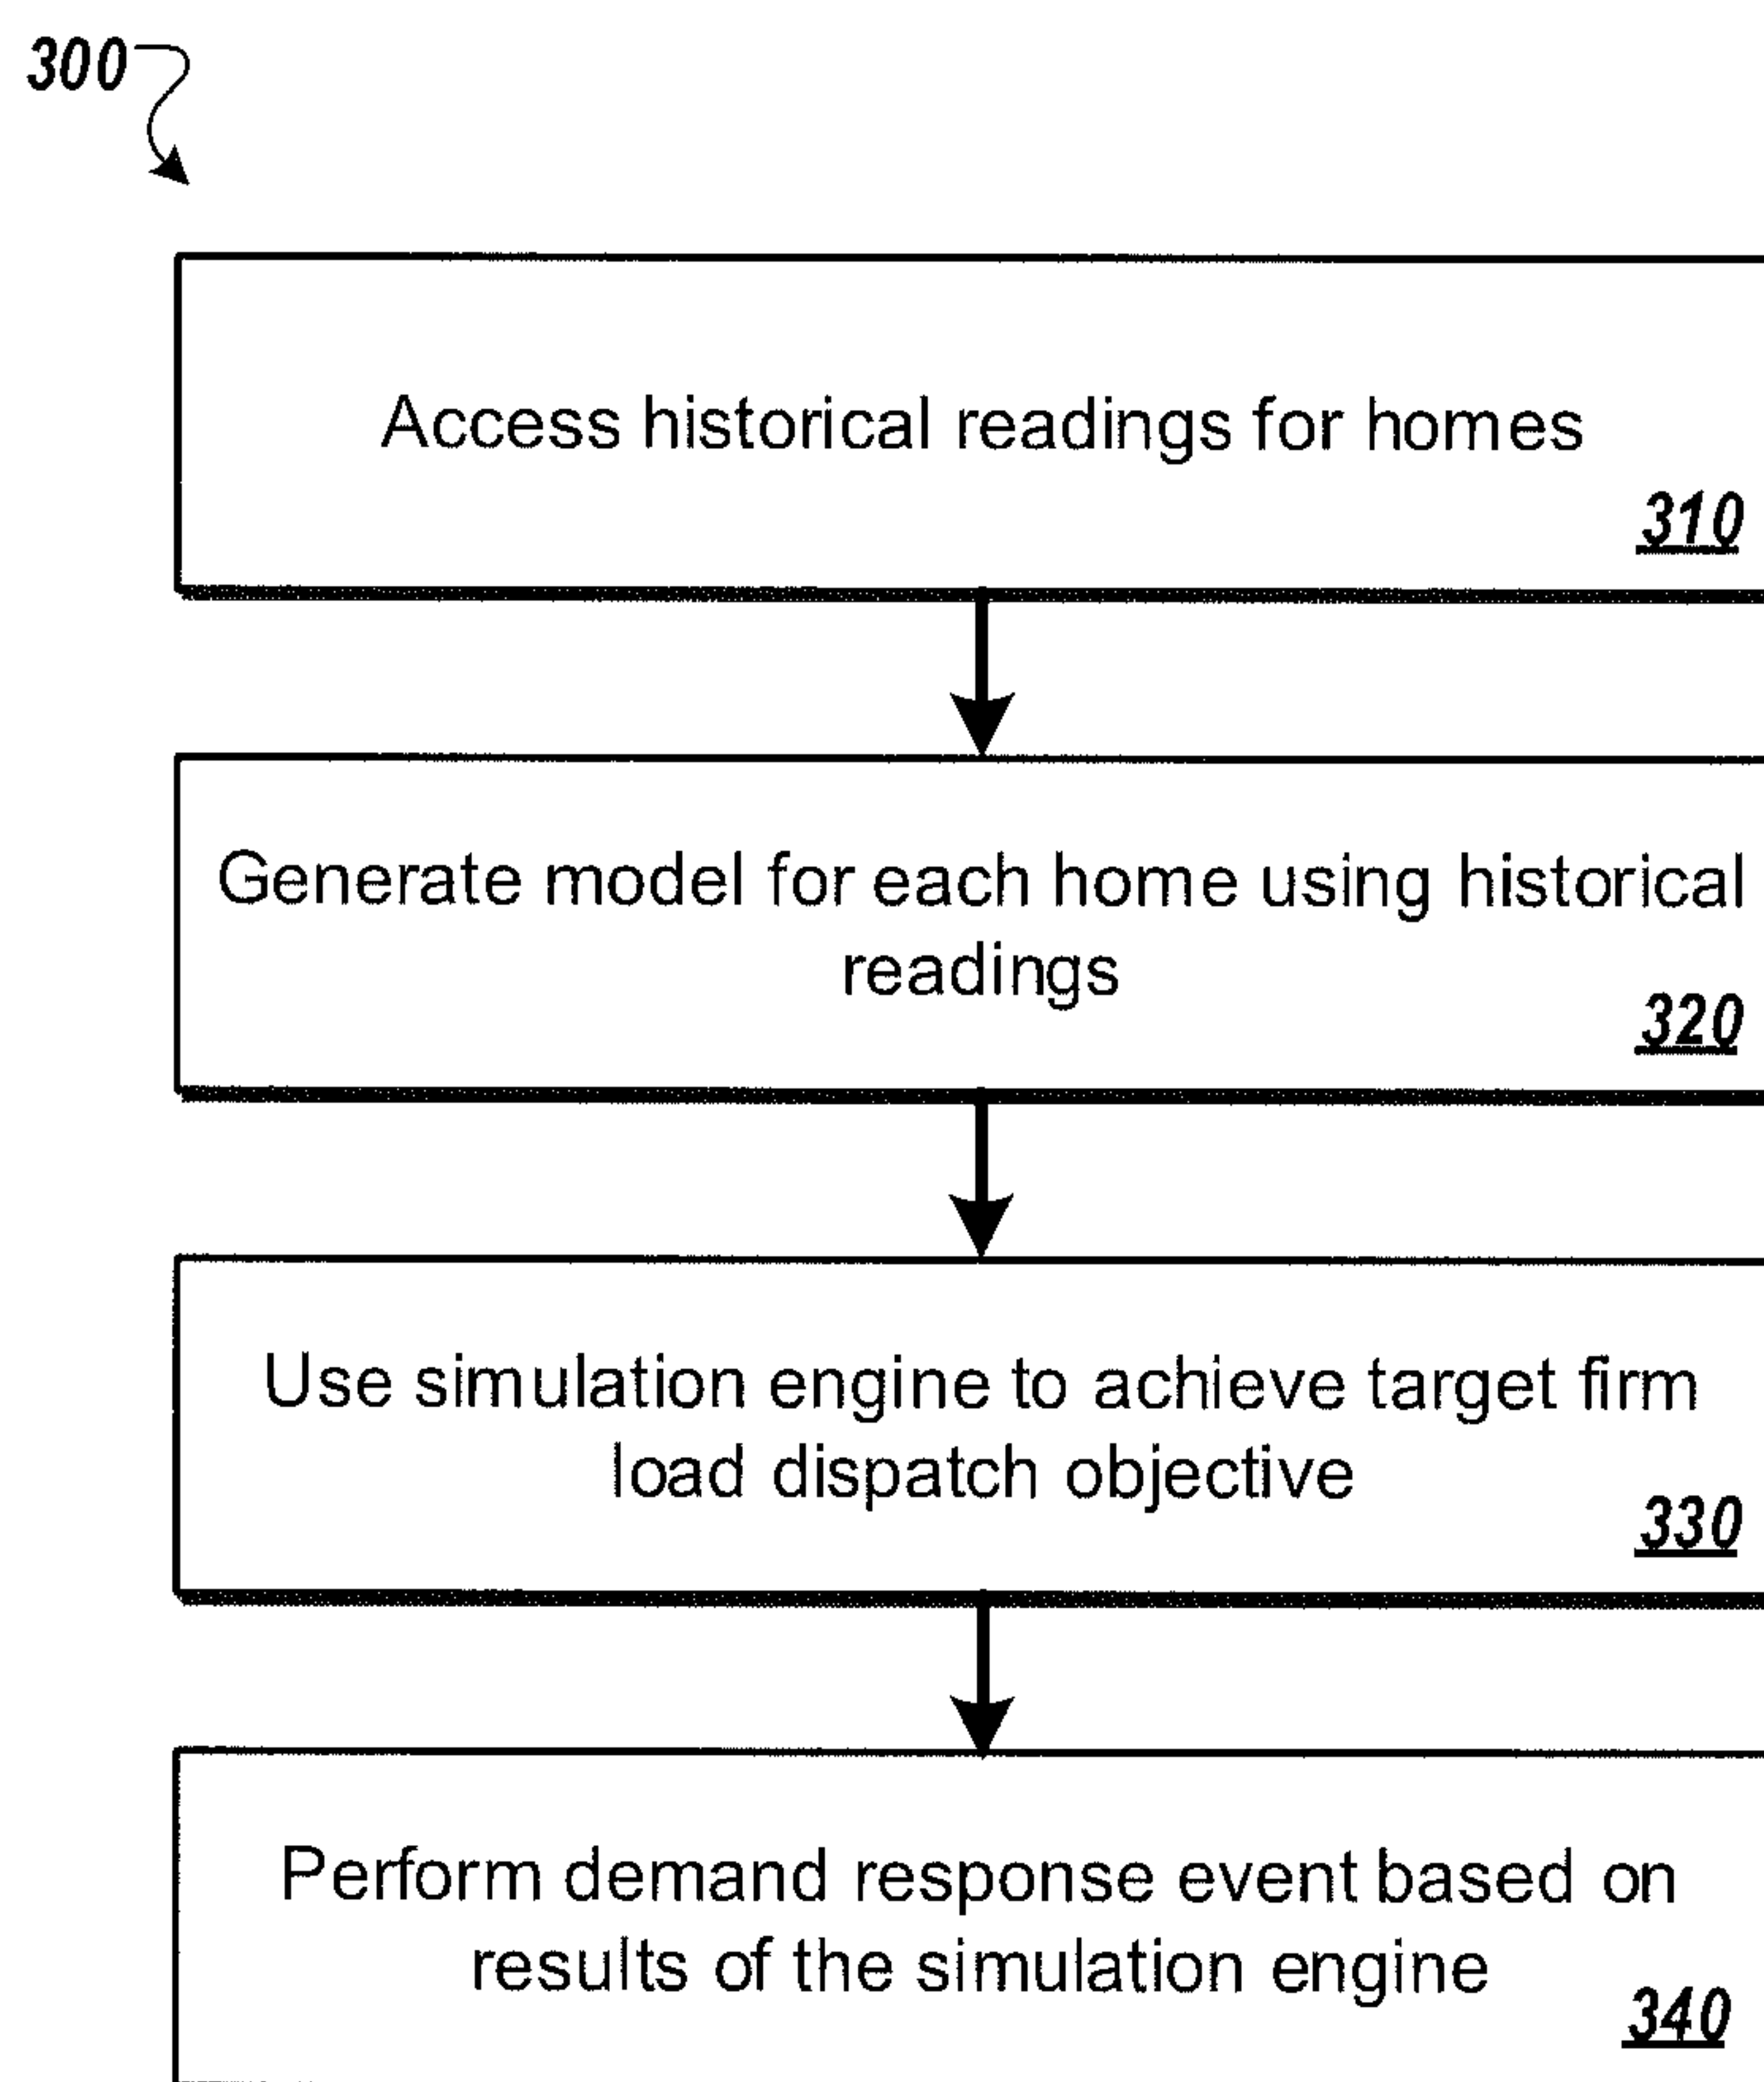 300
Access historical readings for homes
310
Generate model for each home using historical
readings
320
Use simulation engine to achieve target firm
load dispatch objective
330
Perform demand response event based on
results of the simulation engine
340